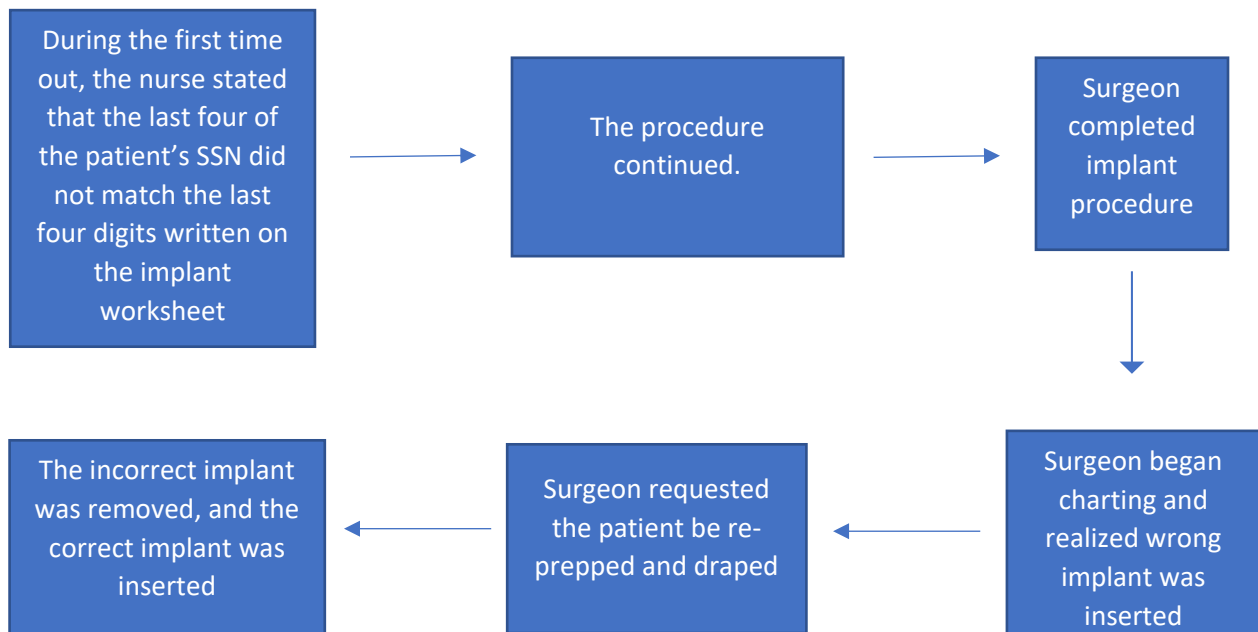 During the first time
out, the nurse stated
that the last four of
the patient’s SSN did
not match the last
four digits written on
the implant
worksheet
The procedure
continued.
Surgeon
completed
implant
procedure
Surgeon began
charting and
realized wrong
implant was
inserted
Surgeon requested
the patient be re-
prepped and draped
The incorrect implant
was removed, and the
correct implant was
inserted